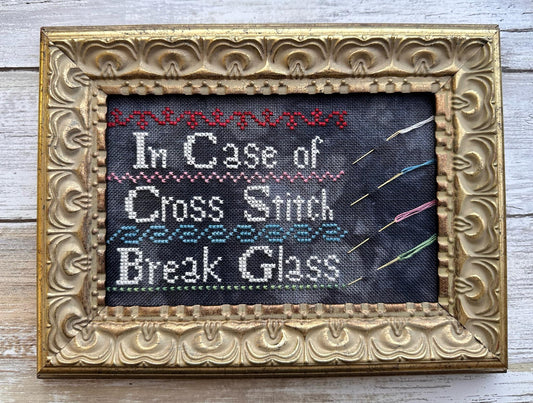 In Case of
Cross Stitch
Break Glass